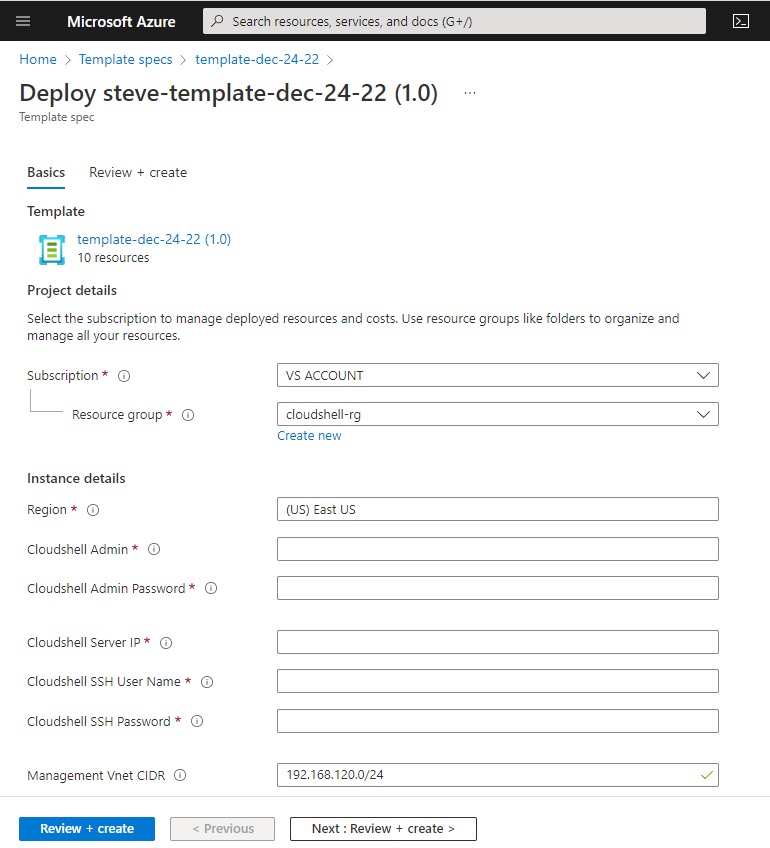 Microsoft Azure
Search resources, services, and docs (G+/)
Home > Template specs > template-dec-24-22 >
Deploy steve-template-dec-24-22 (1.0) ...
Template spec
Basics Review + create
Template
template-dec-24-22 (1.0)
10 resources
Project details
Select the subscription to manage deployed resources and costs. Use resource groups like folders to organize and
manage all your resources.
Subscription * VS ACCOUNT
Resource group * cloudshell-rg
Create new
Instance details
Region * (US) East US
Cloudshell Admin *
Cloudshell Admin Password *
Cloudshell Server IP *
Cloudshell SSH User Name *
Cloudshell SSH Password *
Management Vnet CIDR 192.168.120.0/24
Review + create < Previous Next : Review + create >